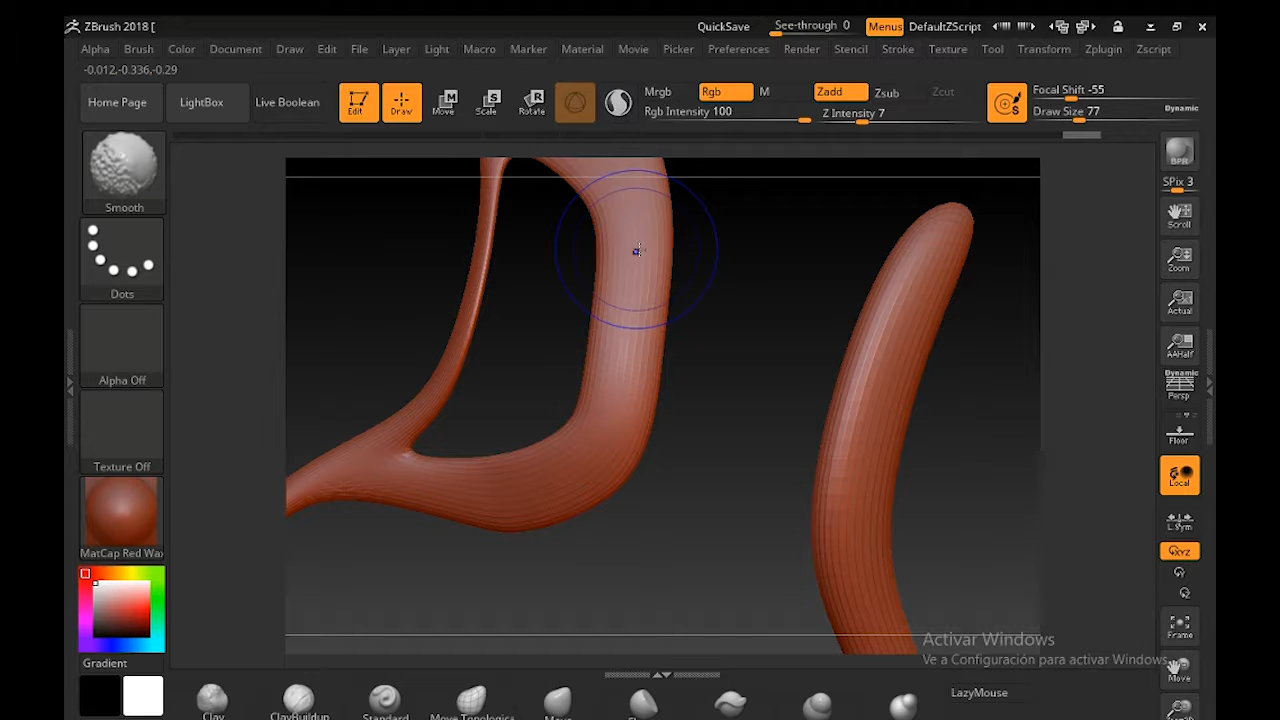 ZBrush 2018 [
QuickSave
See-through 0
Menus
DefaultZScript
Alpha Brush Color Document Draw Edit File Layer Light Macro Marker Material Movie Picker Preferences Render Stencil Stroke Texture Tool Transform Zplugin Zscript
-0.012,-0.336,-0.29
Home Page
LightBox
Live Boolean
Edit
Draw
Move
Scale
Rotate
Mrgb
Rgb
M
Rgb Intensity 100
Zadd
Zsub
Zcut
Z Intensity 7
Focal Shift -55
Draw Size 77
Dynamic
Smooth
Dots
Alpha Off
Texture Off
MatCap Red Wax
Gradient
BPR
SPix 3
Scroll
Zoom
Actual
AAHalf
Dynamic
Persp
Floor
Local
L.Sym
XYZ
Y
Z
Frame
Move
Activar Windows
Ve a Configuración para activar Windows.
Clay
ClayBuildup
Standard
Move Topologica
Move
LazyMouse